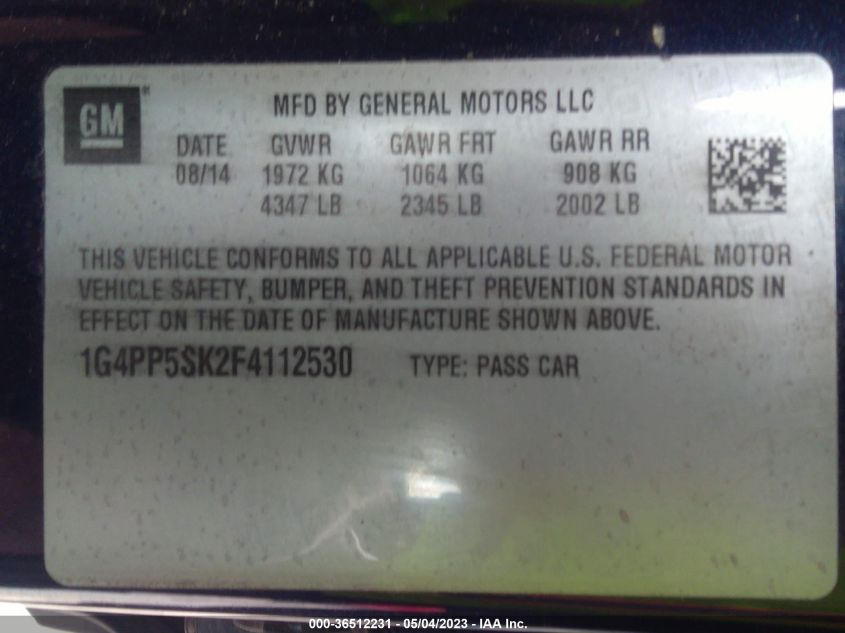 GM ®
MFD BY GENERAL MOTORS LLC
DATE GVWR GAWR FRT GAWR RR
08/14 1972 KG 1064 KG 908 KG
4347 LB 2345 LB 2002 LB
THIS VEHICLE CONFORMS TO ALL APPLICABLE U.S. FEDERAL MOTOR
VEHICLE SAFETY, BUMPER, AND THEFT PREVENTION STANDARDS IN
EFFECT ON THE DATE OF MANUFACTURE SHOWN ABOVE.
1G4PP5SK2F4112530 TYPE: PASS CAR
000-36512231 - 05/04/2023 - IAA Inc.